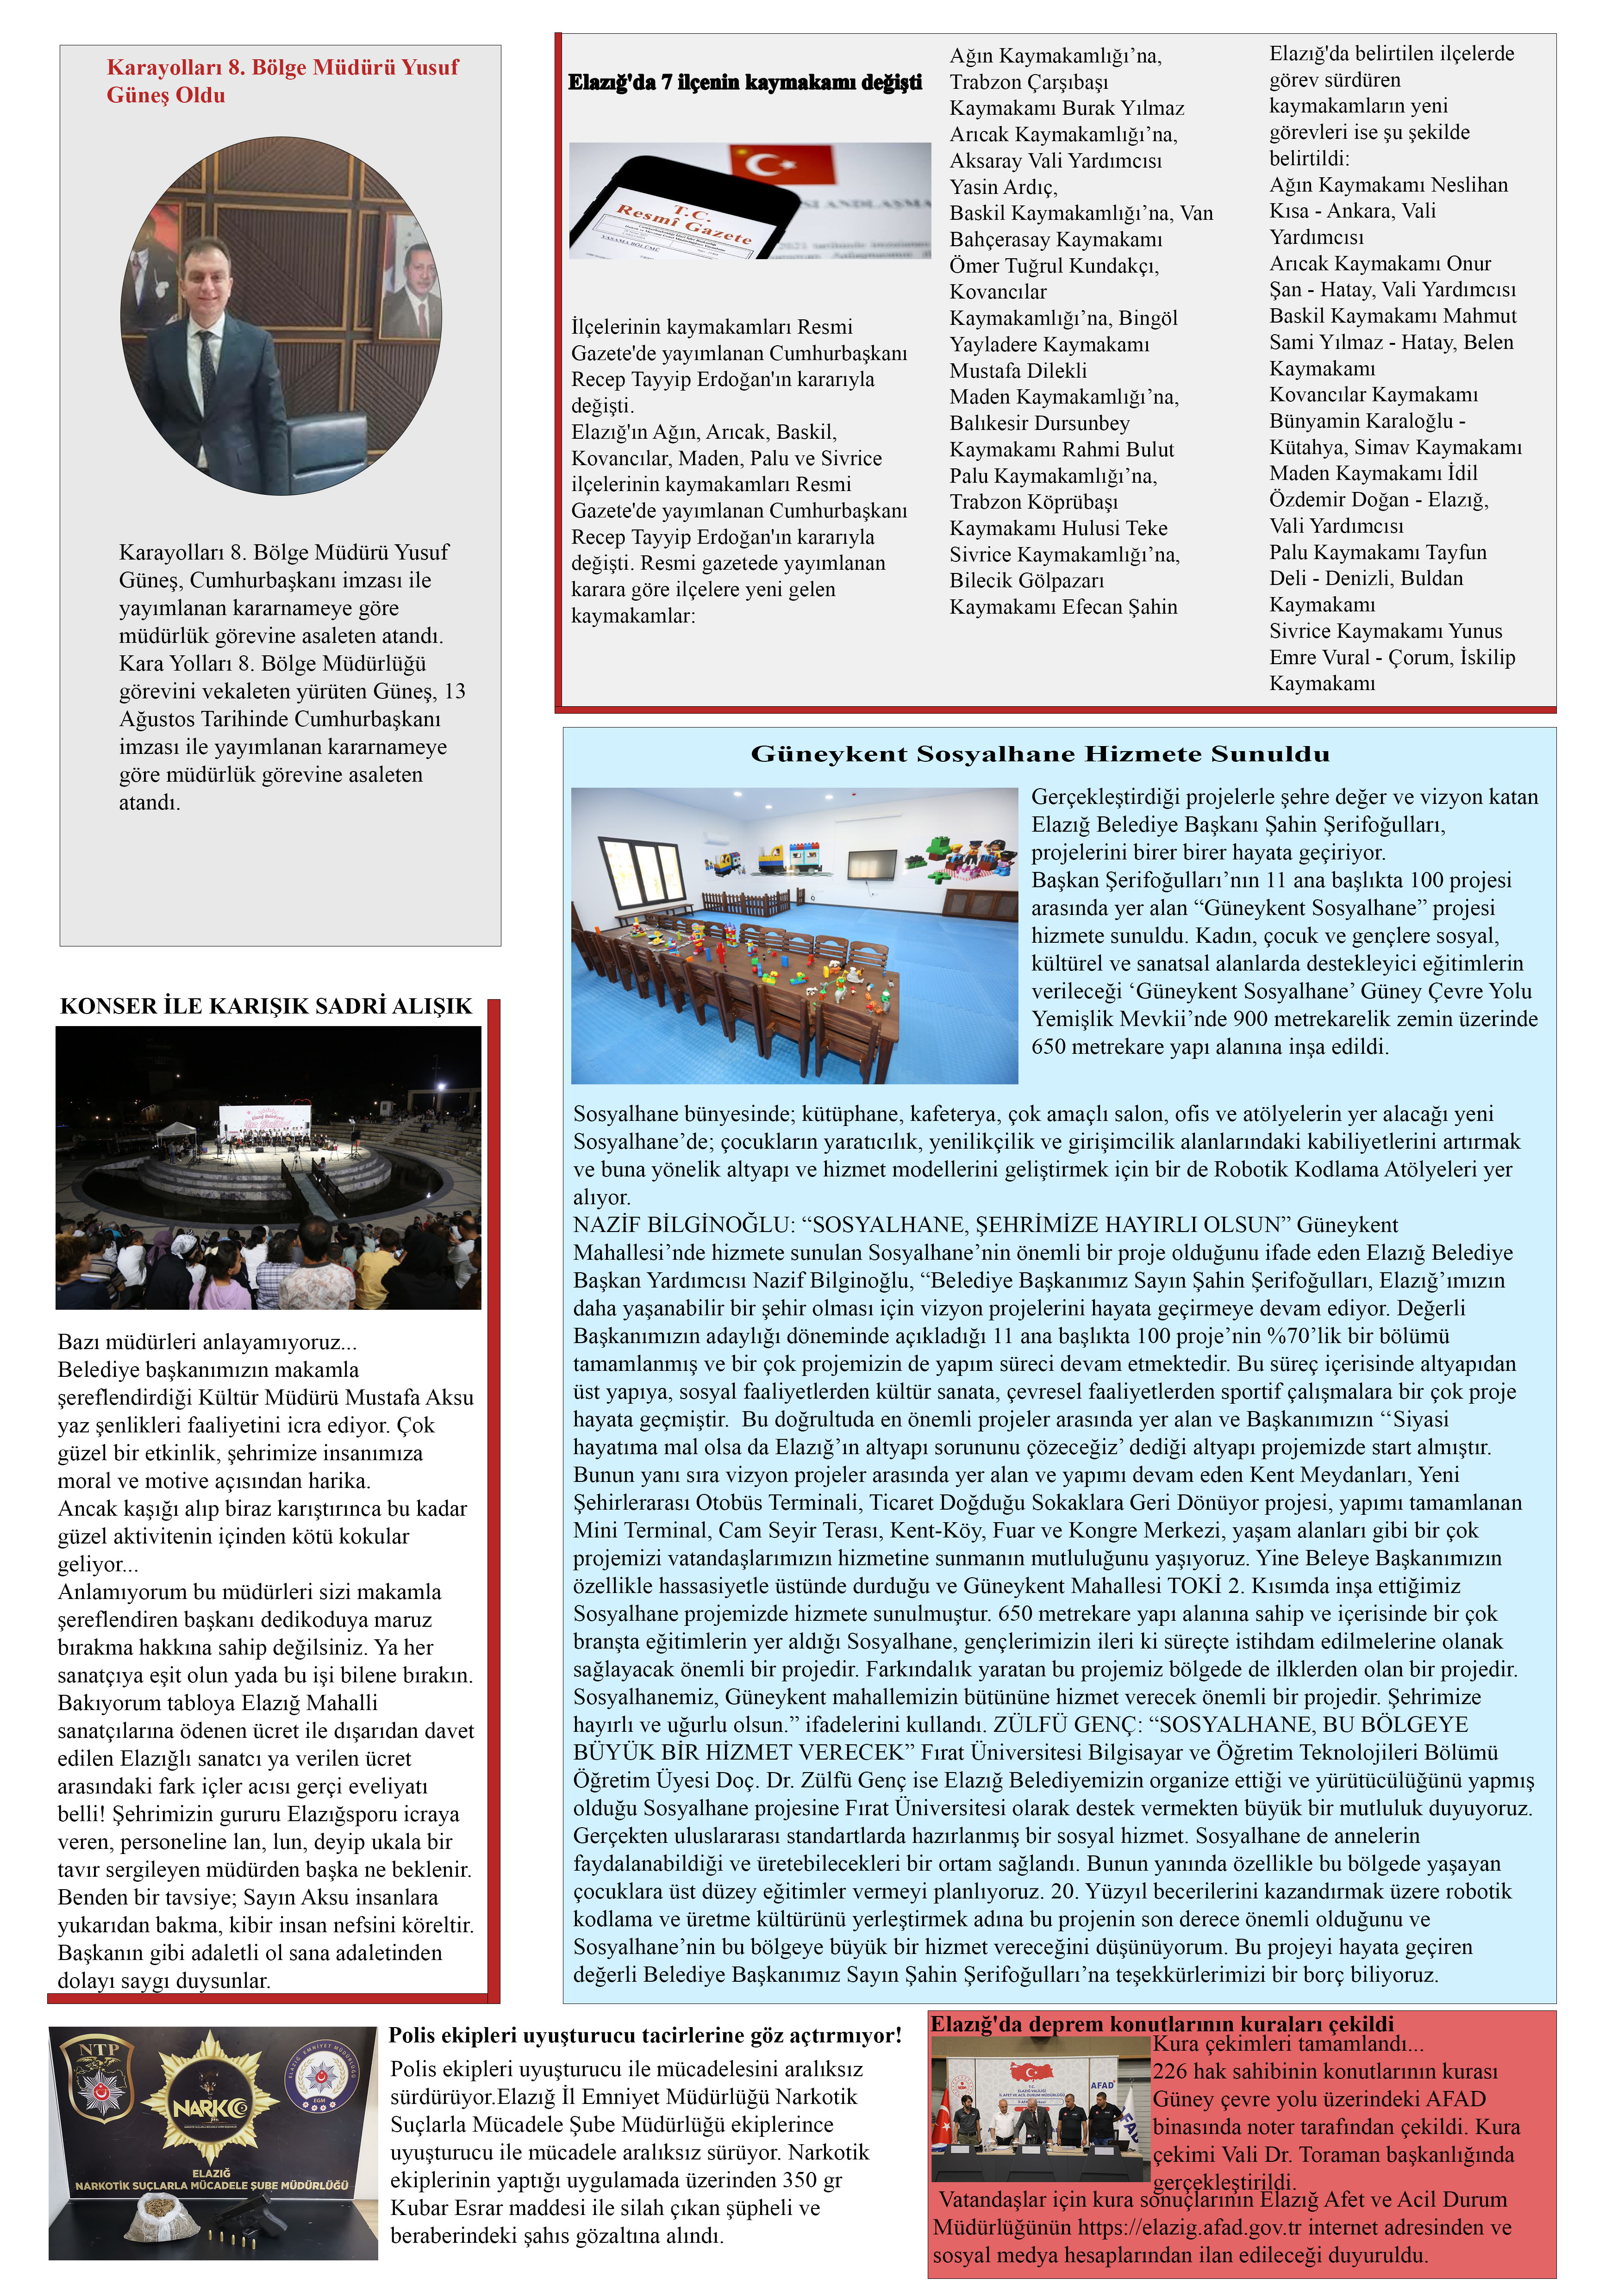 Karayolları 8. Bölge Müdürü Yusuf
Güneş Oldu
Karayolları 8. Bölge Müdürü Yusuf
Güneş, Cumhurbaşkanı imzası ile
yayımlanan kararnameye göre
müdürlük görevine asaleten atandı.
Kara Yolları 8. Bölge Müdürlüğü
görevini vekaleten yürüten Güneş, 13
Ağustos Tarihinde Cumhurbaşkanı
imzası ile yayımlanan kararnameye
göre müdürlük görevine asaleten
atandı.
Elazığ'da 7 ilçenin kaymakamı değişti
T.C.
Resmî Gazete
YASAMA BÖLÜMÜ
İlçelerinin kaymakamları Resmi
Gazete'de yayımlanan Cumhurbaşkanı
Recep Tayyip Erdoğan'ın kararıyla
değişti.
Elazığ'ın Ağın, Arıcak, Baskil,
Kovancılar, Maden, Palu ve Sivrice
ilçelerinin kaymakamları Resmi
Gazete'de yayımlanan Cumhurbaşkanı
Recep Tayyip Erdoğan'ın kararıyla
değişti. Resmi gazetede yayımlanan
karara göre ilçelere yeni gelen
kaymakamlar:
Ağın Kaymakamlığı’na,
Trabzon Çarşıbaşı
Kaymakamı Burak Yılmaz
Arıcak Kaymakamlığı’na,
Aksaray Vali Yardımcısı
Yasin Ardıç,
Baskil Kaymakamlığı’na, Van
Bahçerasay Kaymakamı
Ömer Tuğrul Kundakçı,
Kovancılar
Kaymakamlığı’na, Bingöl
Yayladere Kaymakamı
Mustafa Dilekli
Maden Kaymakamlığı’na,
Balıkesir Dursunbey
Kaymakamı Rahmi Bulut
Palu Kaymakamlığı’na,
Trabzon Köprübaşı
Kaymakamı Hulusi Teke
Sivrice Kaymakamlığı’na,
Bilecik Gölpazarı
Kaymakamı Efecan Şahin
Elazığ'da belirtilen ilçelerde
görev sürdüren
kaymakamların yeni
görevleri ise şu şekilde
belirtildi:
Ağın Kaymakamı Neslihan
Kısa - Ankara, Vali
Yardımcısı
Arıcak Kaymakamı Onur
Şan - Hatay, Vali Yardımcısı
Baskil Kaymakamı Mahmut
Sami Yılmaz - Hatay, Belen
Kaymakamı
Kovancılar Kaymakamı
Bünyamin Karaloğlu -
Kütahya, Simav Kaymakamı
Maden Kaymakamı İdil
Özdemir Doğan - Elazığ,
Vali Yardımcısı
Palu Kaymakamı Tayfun
Deli - Denizli, Buldan
Kaymakamı
Sivrice Kaymakamı Yunus
Emre Vural - Çorum, İskilip
Kaymakamı
Güneykent Sosyalhane Hizmete Sunuldu
Gerçekleştirdiği projelerle şehre değer ve vizyon katan
Elazığ Belediye Başkanı Şahin Şerifoğulları,
projelerini birer birer hayata geçiriyor.
Başkan Şerifoğulları’nın 11 ana başlıkta 100 projesi
arasında yer alan “Güneykent Sosyalhane” projesi
hizmete sunuldu. Kadın, çocuk ve gençlere sosyal,
kültürel ve sanatsal alanlarda destekleyici eğitimlerin
verileceği ‘Güneykent Sosyalhane’ Güney Çevre Yolu
Yemişlik Mevkii’nde 900 metrekarelik zemin üzerinde
650 metrekare yapı alanına inşa edildi.
Sosyalhane bünyesinde; kütüphane, kafeterya, çok amaçlı salon, ofis ve atölyelerin yer alacağı yeni
Sosyalhane’de; çocukların yaratıcılık, yenilikçilik ve girişimcilik alanlarındaki kabiliyetlerini artırmak
ve buna yönelik altyapı ve hizmet modellerini geliştirmek için bir de Robotik Kodlama Atölyeleri yer
alıyor.
NAZİF BİLGİNOĞLU: “SOSYALHANE, ŞEHRİMİZE HAYIRLI OLSUN” Güneykent
Mahallesi’nde hizmete sunulan Sosyalhane’nin önemli bir proje olduğunu ifade eden Elazığ Belediye
Başkan Yardımcısı Nazif Bilginoğlu, “Belediye Başkanımız Sayın Şahin Şerifoğulları, Elazığ’ımızın
daha yaşanabilir bir şehir olması için vizyon projelerini hayata geçirmeye devam ediyor. Değerli
Başkanımızın adaylığı döneminde açıkladığı 11 ana başlıkta 100 proje’nin %70’lik bir bölümü
tamamlanmış ve bir çok projemizin de yapım süreci devam etmektedir. Bu süreç içerisinde altyapıdan
üst yapıya, sosyal faaliyetlerden kültür sanata, çevresel faaliyetlerden sportif çalışmalara bir çok proje
hayata geçmiştir.  Bu doğrultuda en önemli projeler arasında yer alan ve Başkanımızın ‘‘Siyasi
hayatıma mal olsa da Elazığ’ın altyapı sorununu çözeceğiz’ dediği altyapı projemizde start almıştır.
Bunun yanı sıra vizyon projeler arasında yer alan ve yapımı devam eden Kent Meydanları, Yeni
Şehirlerarası Otobüs Terminali, Ticaret Doğduğu Sokaklara Geri Dönüyor projesi, yapımı tamamlanan
Mini Terminal, Cam Seyir Terası, Kent-Köy, Fuar ve Kongre Merkezi, yaşam alanları gibi bir çok
projemizi vatandaşlarımızın hizmetine sunmanın mutluluğunu yaşıyoruz. Yine Beleye Başkanımızın
özellikle hassasiyetle üstünde durduğu ve Güneykent Mahallesi TOKİ 2. Kısımda inşa ettiğimiz
Sosyalhane projemizde hizmete sunulmuştur. 650 metrekare yapı alanına sahip ve içerisinde bir çok
branşta eğitimlerin yer aldığı Sosyalhane, gençlerimizin ileri ki süreçte istihdam edilmelerine olanak
sağlayacak önemli bir projedir. Farkındalık yaratan bu projemiz bölgede de ilklerden olan bir projedir.
Sosyalhanemiz, Güneykent mahallemizin bütününe hizmet verecek önemli bir projedir. Şehrimize
hayırlı ve uğurlu olsun.” ifadelerini kullandı. ZÜLFÜ GENÇ: “SOSYALHANE, BU BÖLGEYE
BÜYÜK BİR HİZMET VERECEK” Fırat Üniversitesi Bilgisayar ve Öğretim Teknolojileri Bölümü
Öğretim Üyesi Doç. Dr. Zülfü Genç ise Elazığ Belediyemizin organize ettiği ve yürütücülüğünü yapmış
olduğu Sosyalhane projesine Fırat Üniversitesi olarak destek vermekten büyük bir mutluluk duyuyoruz.
Gerçekten uluslararası standartlarda hazırlanmış bir sosyal hizmet. Sosyalhane de annelerin
faydalanabildiği ve üretebilecekleri bir ortam sağlandı. Bunun yanında özellikle bu bölgede yaşayan
çocuklara üst düzey eğitimler vermeyi planlıyoruz. 20. Yüzyıl becerilerini kazandırmak üzere robotik
kodlama ve üretme kültürünü yerleştirmek adına bu projenin son derece önemli olduğunu ve
Sosyalhane’nin bu bölgeye büyük bir hizmet vereceğini düşünüyorum. Bu projeyi hayata geçiren
değerli Belediye Başkanımız Sayın Şahin Şerifoğulları’na teşekkürlerimizi bir borç biliyoruz.
KONSER İLE KARIŞIK SADRİ ALIŞIK
Bazı müdürleri anlayamıyoruz...
Belediye başkanımızın makamla
şereflendirdiği Kültür Müdürü Mustafa Aksu
yaz şenlikleri faaliyetini icra ediyor. Çok
güzel bir etkinlik, şehrimize insanımıza
moral ve motive açısından harika.
Ancak kaşığı alıp biraz karıştırınca bu kadar
güzel aktivitenin içinden kötü kokular
geliyor...
Anlamıyorum bu müdürleri sizi makamla
şereflendiren başkanı dedikoduya maruz
bırakma hakkına sahip değilsiniz. Ya her
sanatçıya eşit olun yada bu işi bilene bırakın.
Bakıyorum tabloya Elazığ Mahalli
sanatçılarına ödenen ücret ile dışarıdan davet
edilen Elazığlı sanatcı ya verilen ücret
arasındaki fark içler acısı gerçi eveliyatı
belli! Şehrimizin gururu Elazığsporu icraya
veren, personeline lan, lun, deyip ukala bir
tavır sergileyen müdürden başka ne beklenir.
Benden bir tavsiye; Sayın Aksu insanlara
yukarıdan bakma, kibir insan nefsini köreltir.
Başkanın gibi adaletli ol sana adaletinden
dolayı saygı duysunlar.
NTP
NARKO
ELAZIĞ EMNİYET MÜDÜRLÜĞÜ
EGM
ELAZIĞ
NARKOTİK SUÇLARLA MÜCADELE ŞUBE MÜDÜRLÜĞÜ
Polis ekipleri uyuşturucu tacirlerine göz açtırmıyor!
Polis ekipleri uyuşturucu ile mücadelesini aralıksız
sürdürüyor.Elazığ İl Emniyet Müdürlüğü Narkotik
Suçlarla Mücadele Şube Müdürlüğü ekiplerince
uyuşturucu ile mücadele aralıksız sürüyor. Narkotik
ekiplerinin yaptığı uygulamada üzerinden 350 gr
Kubar Esrar maddesi ile silah çıkan şüpheli ve
beraberindeki şahıs gözaltına alındı.
Elazığ'da deprem konutlarının kuraları çekildi
AFAD
AFAD
Kura çekimleri tamamlandı...
226 hak sahibinin konutlarının kurası
Güney çevre yolu üzerindeki AFAD
binasında noter tarafından çekildi. Kura
çekimi Vali Dr. Toraman başkanlığında
gerçekleştirildi.
Vatandaşlar için kura sonuçlarının Elazığ Afet ve Acil Durum
Müdürlüğünün https://elazig.afad.gov.tr internet adresinden ve
sosyal medya hesaplarından ilan edileceği duyuruldu.